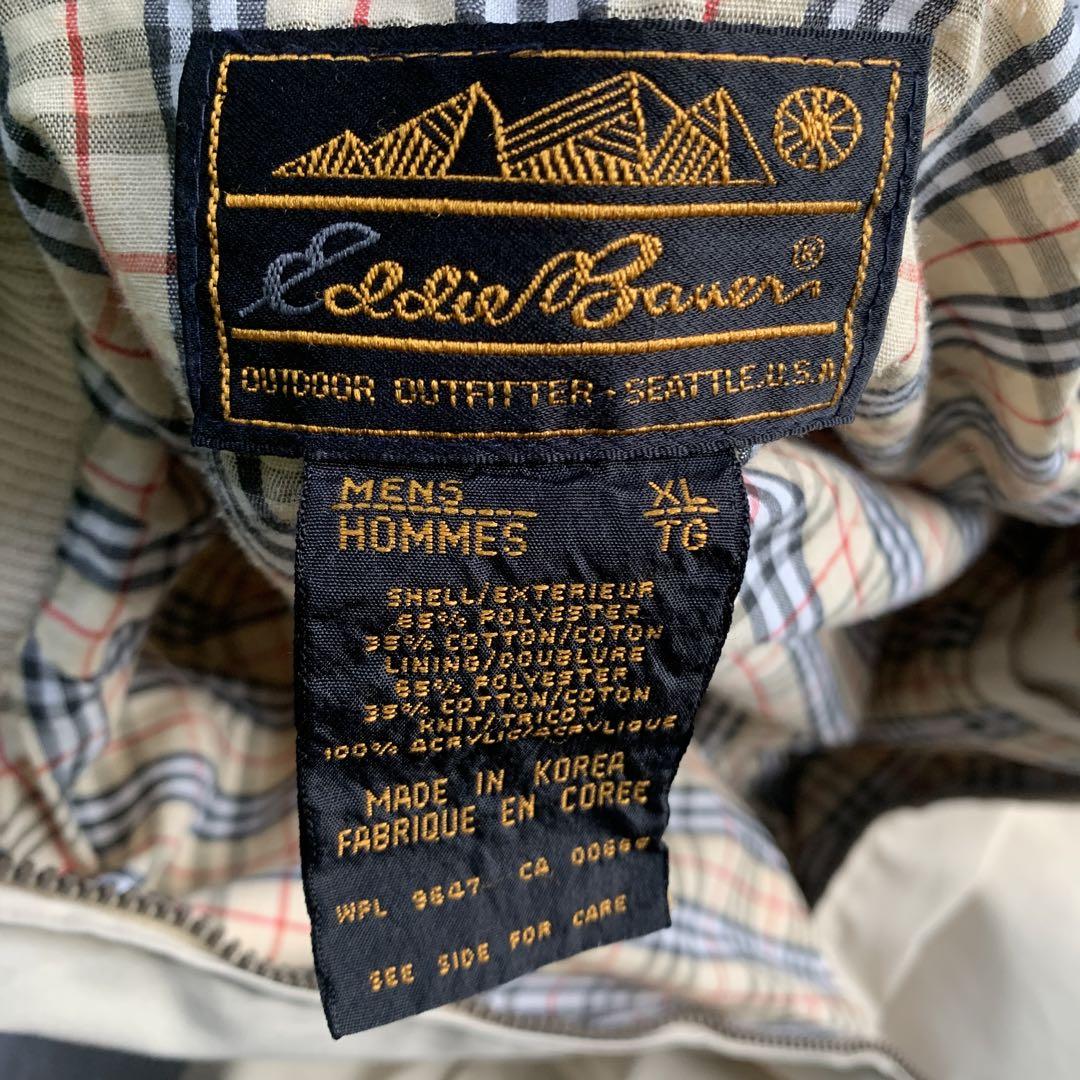 Eddie Bauer®
OUTDOOR OUTFITTER · SEATTLE, U.S.A.
MENS XL
HOMMES TG
SHELL/EXTERIEUR
65% POLYESTER
35% COTTON/COTON
LINING/DOUBLURE
65% POLYESTER
35% COTTON/COTON
KNIT/TRICOT
100% ACRYLIC/ACRYLIQUE
MADE IN KOREA
FABRIQUE EN COREE
WPL 9647 CA
SEE SIDE FOR CARE